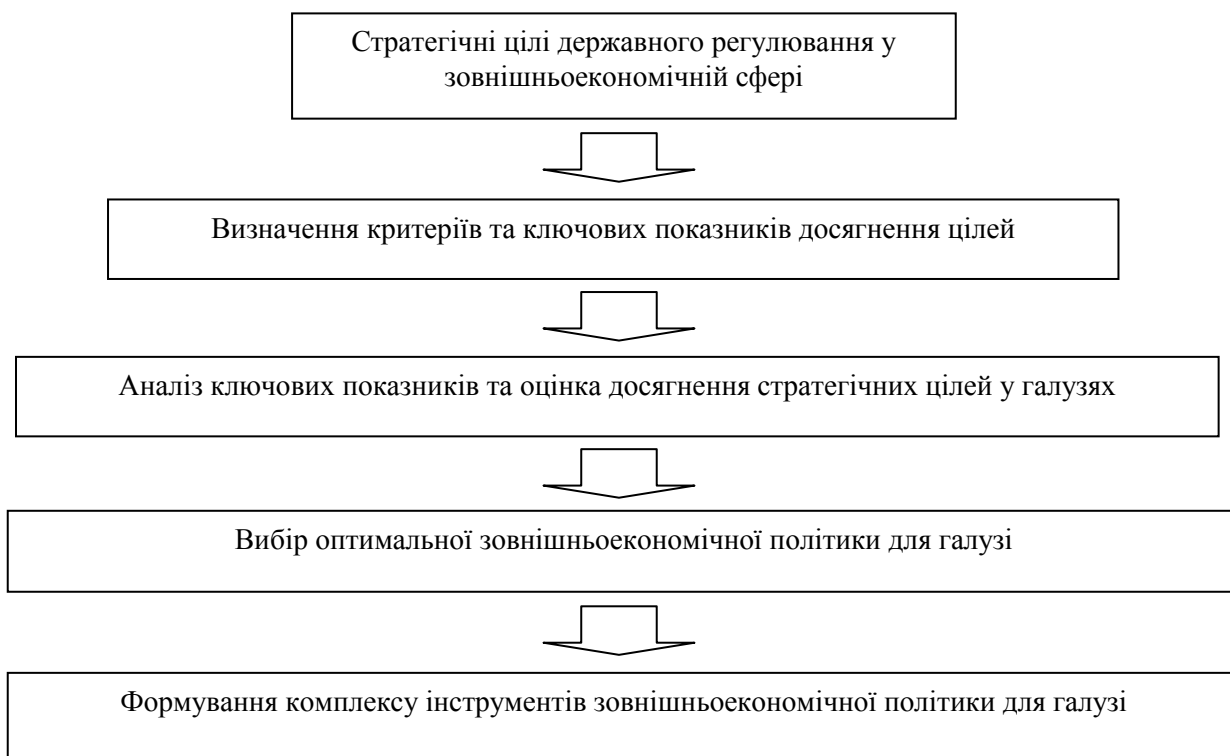 Стратегічні цілі державного регулювання у
зовнішньоекономічній сфері
Визначення критеріїв та ключових показників досягнення цілей
Аналіз ключових показників та оцінка досягнення стратегічних цілей у галузях
Вибір оптимальної зовнішньоекономічної політики для галузі
Формування комплексу інструментів зовнішньоекономічної політики для галузі